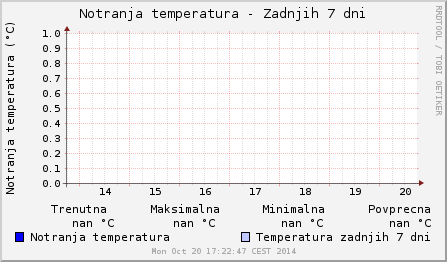 Notranja temperatura - Zadnjih 7 dni
RRDTOOL / TOBI OETIKER
Notranja temperatura (°C)
1.0
0.9
0.8
0.7
0.6
0.5
0.4
0.3
0.2
0.1
0.0
14 15 16 17 18 19 20
Trenutna Maksimalna Minimalna Povprecna
nan °C nan °C nan °C nan °C
Notranja temperatura Temperatura zadnjih 7 dni
Mon Oct 20 17:22:47 CEST 2014